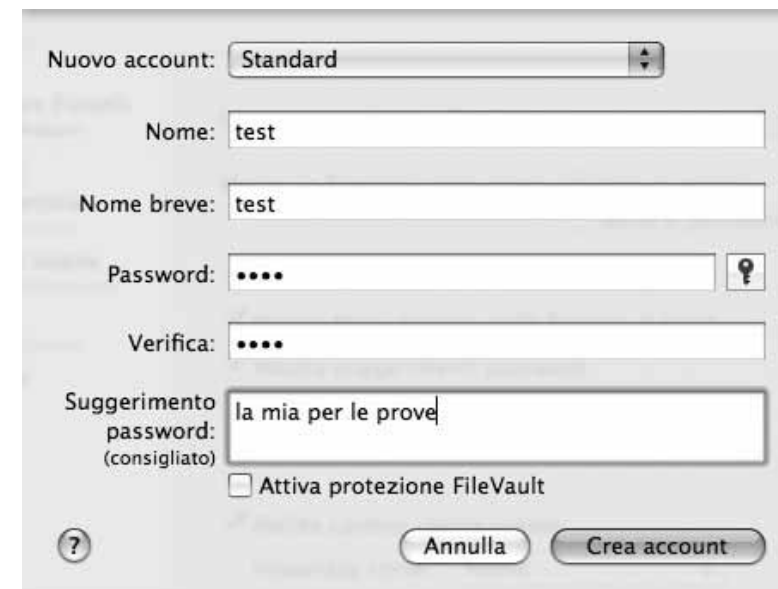 Nuovo account: Standard
Nome: test
Nome breve: test
Password: ••••
Verifica: ••••
Suggerimento
password:
(consigliato)
la mia per le prove
Attiva protezione FileVault
?
Annulla
Crea account